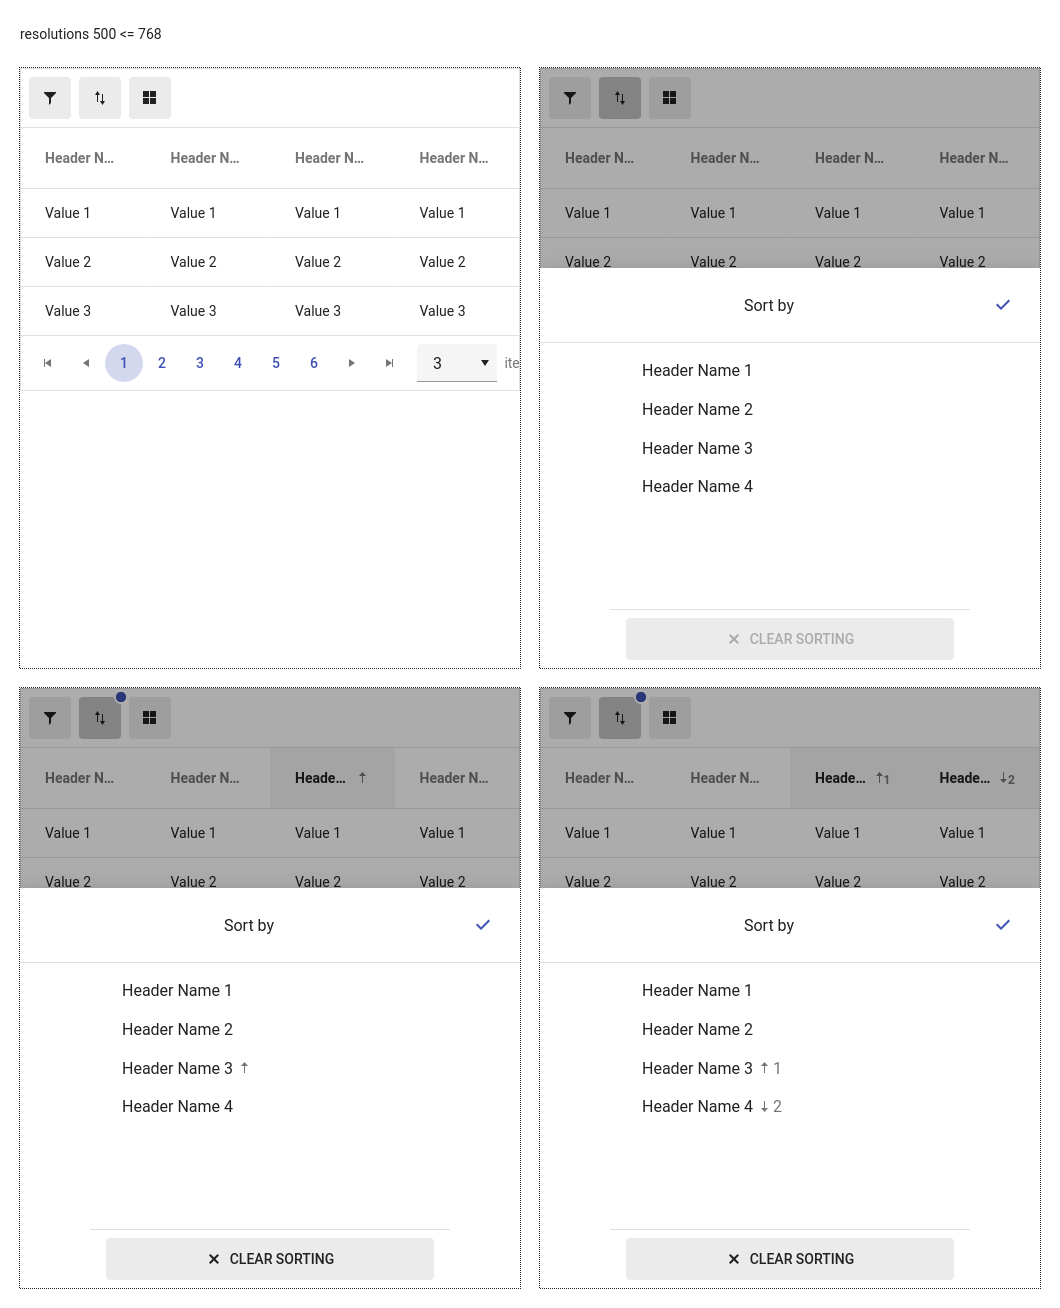 resolutions 500 <= 768
Header N... Header N... Header N... Header N...
Value 1 Value 1 Value 1 Value 1
Value 2 Value 2 Value 2 Value 2
Value 3 Value 3 Value 3 Value 3
1 2 3 4 5 6 3 ite
Header N... Header N... Header N... Header N...
Value 1 Value 1 Value 1 Value 1
Value 2 Value 2 Value 2 Value 2
Sort by
Header Name 1
Header Name 2
Header Name 3
Header Name 4
CLEAR SORTING
Header N... Header N... Heade... ↑ Header N...
Value 1 Value 1 Value 1 Value 1
Value 2 Value 2 Value 2 Value 2
Sort by
Header Name 1
Header Name 2
Header Name 3 ↑
Header Name 4
CLEAR SORTING
Header N... Header N... Heade... ↑1 Heade... ↓2
Value 1 Value 1 Value 1 Value 1
Value 2 Value 2 Value 2 Value 2
Sort by
Header Name 1
Header Name 2
Header Name 3 ↑ 1
Header Name 4 ↓ 2
CLEAR SORTING